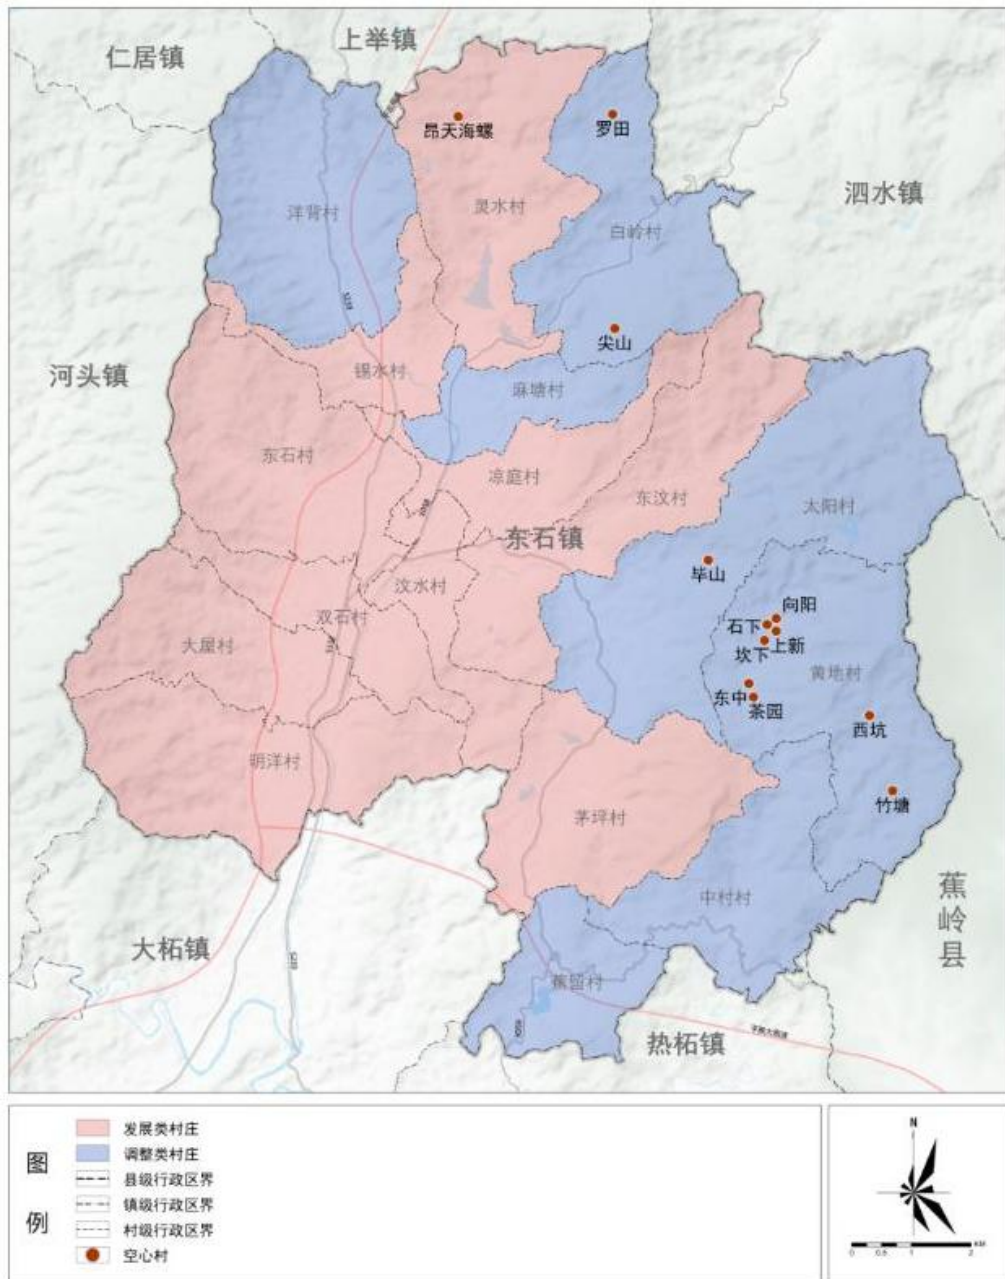 上举镇
仁居镇
昂天海螺
罗田
泗水镇
洋背村
灵水村
白岭村
尖山
河头镇
锡水村
麻塘村
东石村
凉庭村
东汶村
太阳村
东石镇
毕山
汶水村
向阳
双石村
石下
大屋村
坎下
上新
黄地村
东中
茶园
西坑
明洋村
竹塘
茅坪村
中村村
蕉岭县
大柘镇
蕉留村
热柘镇
图例
发展类村庄
调整类村庄
县级行政区界
镇级行政区界
村级行政区界
空心村
N
0 0.5 1 2 KM